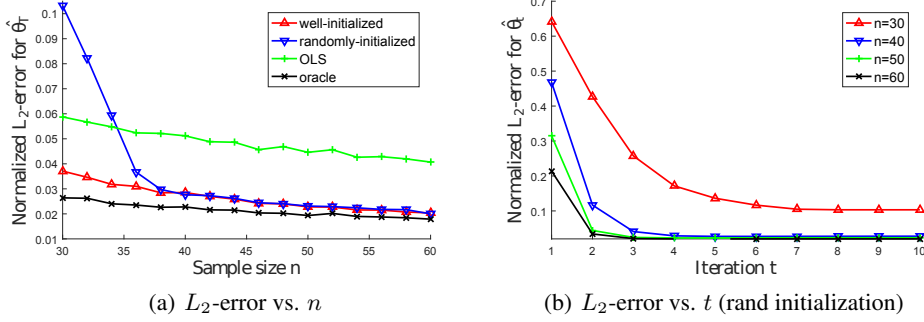 Normalized L₂-error for θ̂_T
0.11
0.1
0.09
0.08
0.07
0.06
0.05
0.04
0.03
0.02
0.01
30
35
40
45
50
55
60
Sample size n
well-initialized
randomly-initialized
OLS
oracle
(a) L₂-error vs. n
Normalized L₂-error for θ̂_t
0.7
0.6
0.5
0.4
0.3
0.2
0.1
1
2
3
4
5
6
7
8
9
10
Iteration t
n=30
n=40
n=50
n=60
(b) L₂-error vs. t (rand initialization)